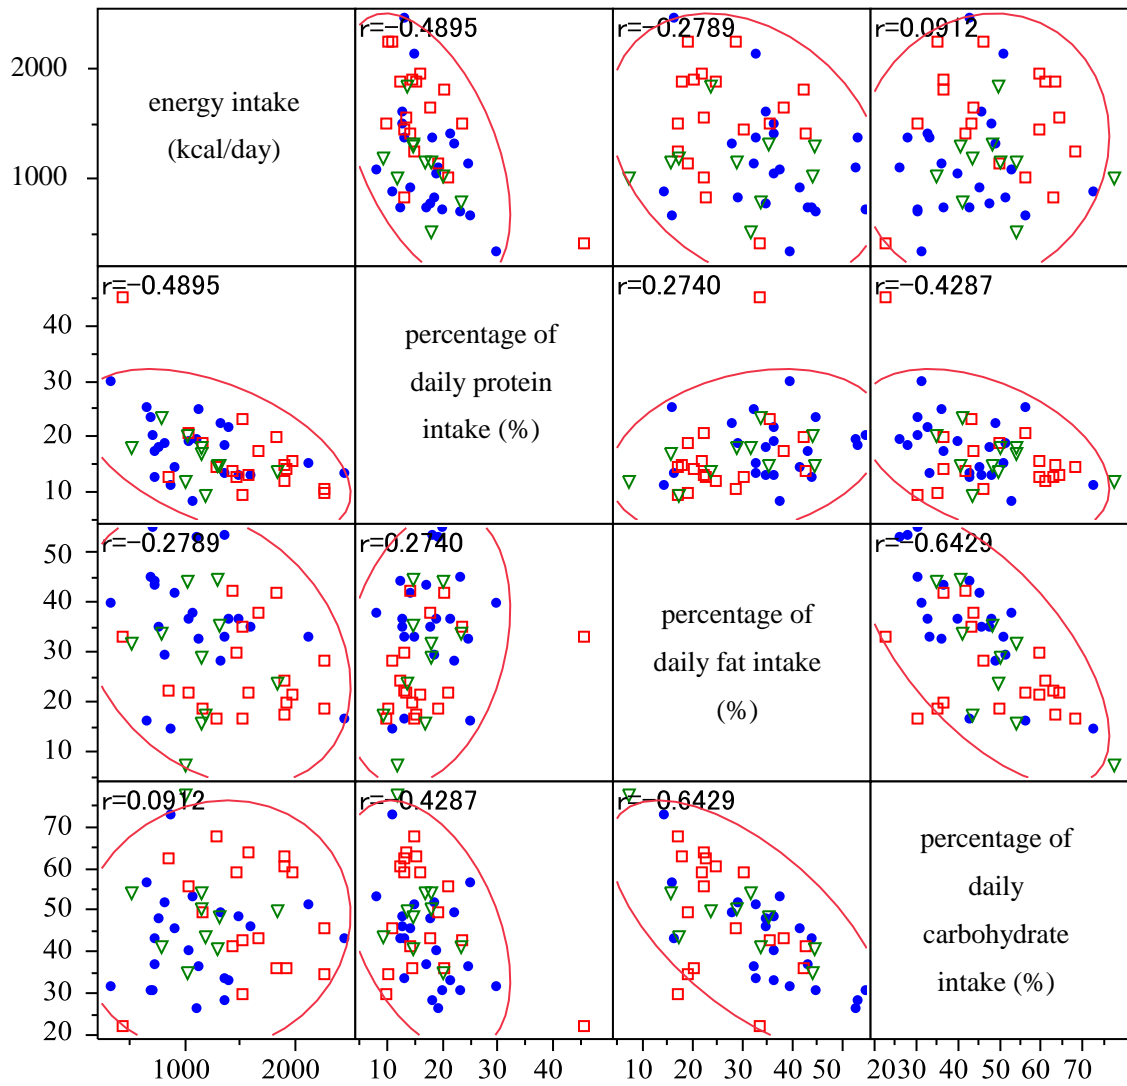 r=-0.4895
r=-0.2789
r=0.0912
2000
energy intake
(kcal/day)
1000
r=-0.4895
r=0.2740
r=-0.4287
40
percentage of
30
daily protein
20
intake (%)
10
r=-0.2789
r=0.2740
r=-0.6429
50
40
percentage of
30
daily fat intake
20
(%)
10
r=0.0912
r=-0.4287
r=-0.6429
70
percentage of
60
daily
50
carbohydrate
40
intake (%)
30
20
1000 2000 10 20 30 40 10 20 30 40 50 20 30 40 50 60 70